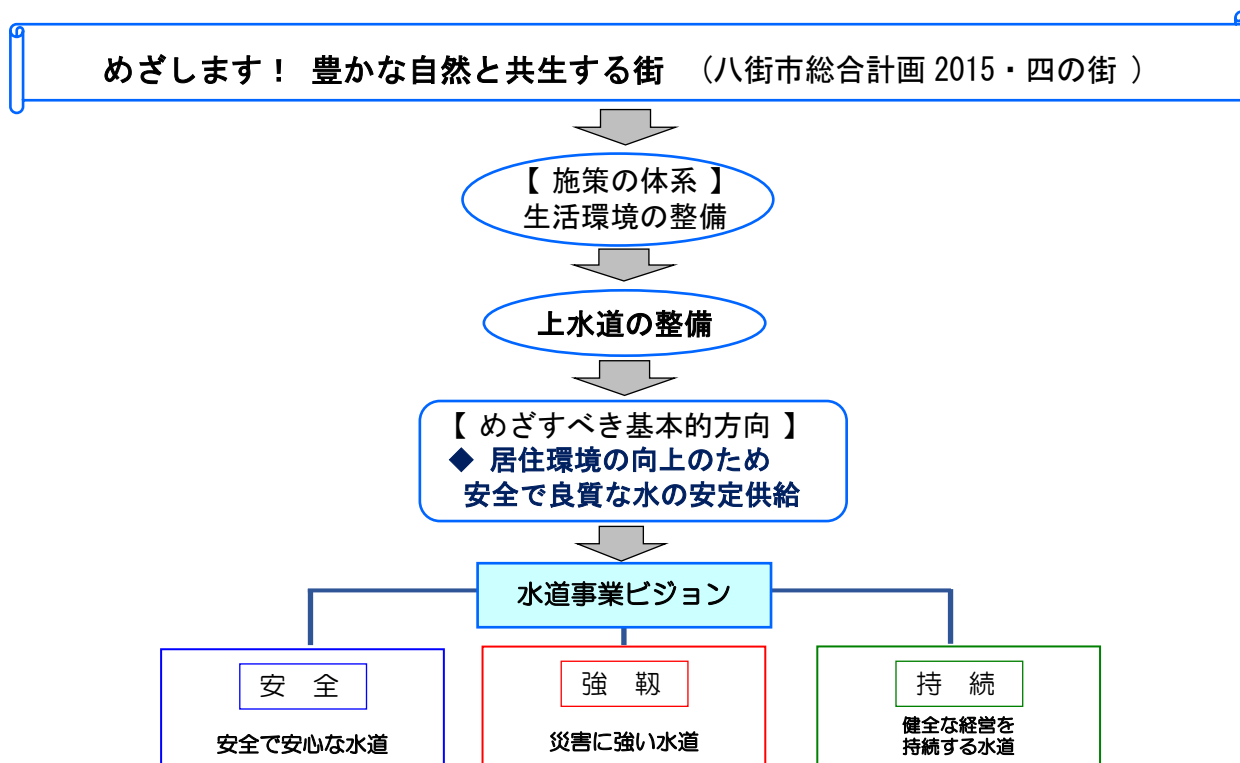 めざします！ 豊かな自然と共生する街 （八街市総合計画 2015・四の街 ）
【 施策の体系 】
生活環境の整備
上水道の整備
【 めざすべき基本的方向 】
◆ 居住環境の向上のため
安全で良質な水の安定供給
水道事業ビジョン
安 全
安全で安心な水道
強 靱
災害に強い水道
持 続
健全な経営を
持続する水道